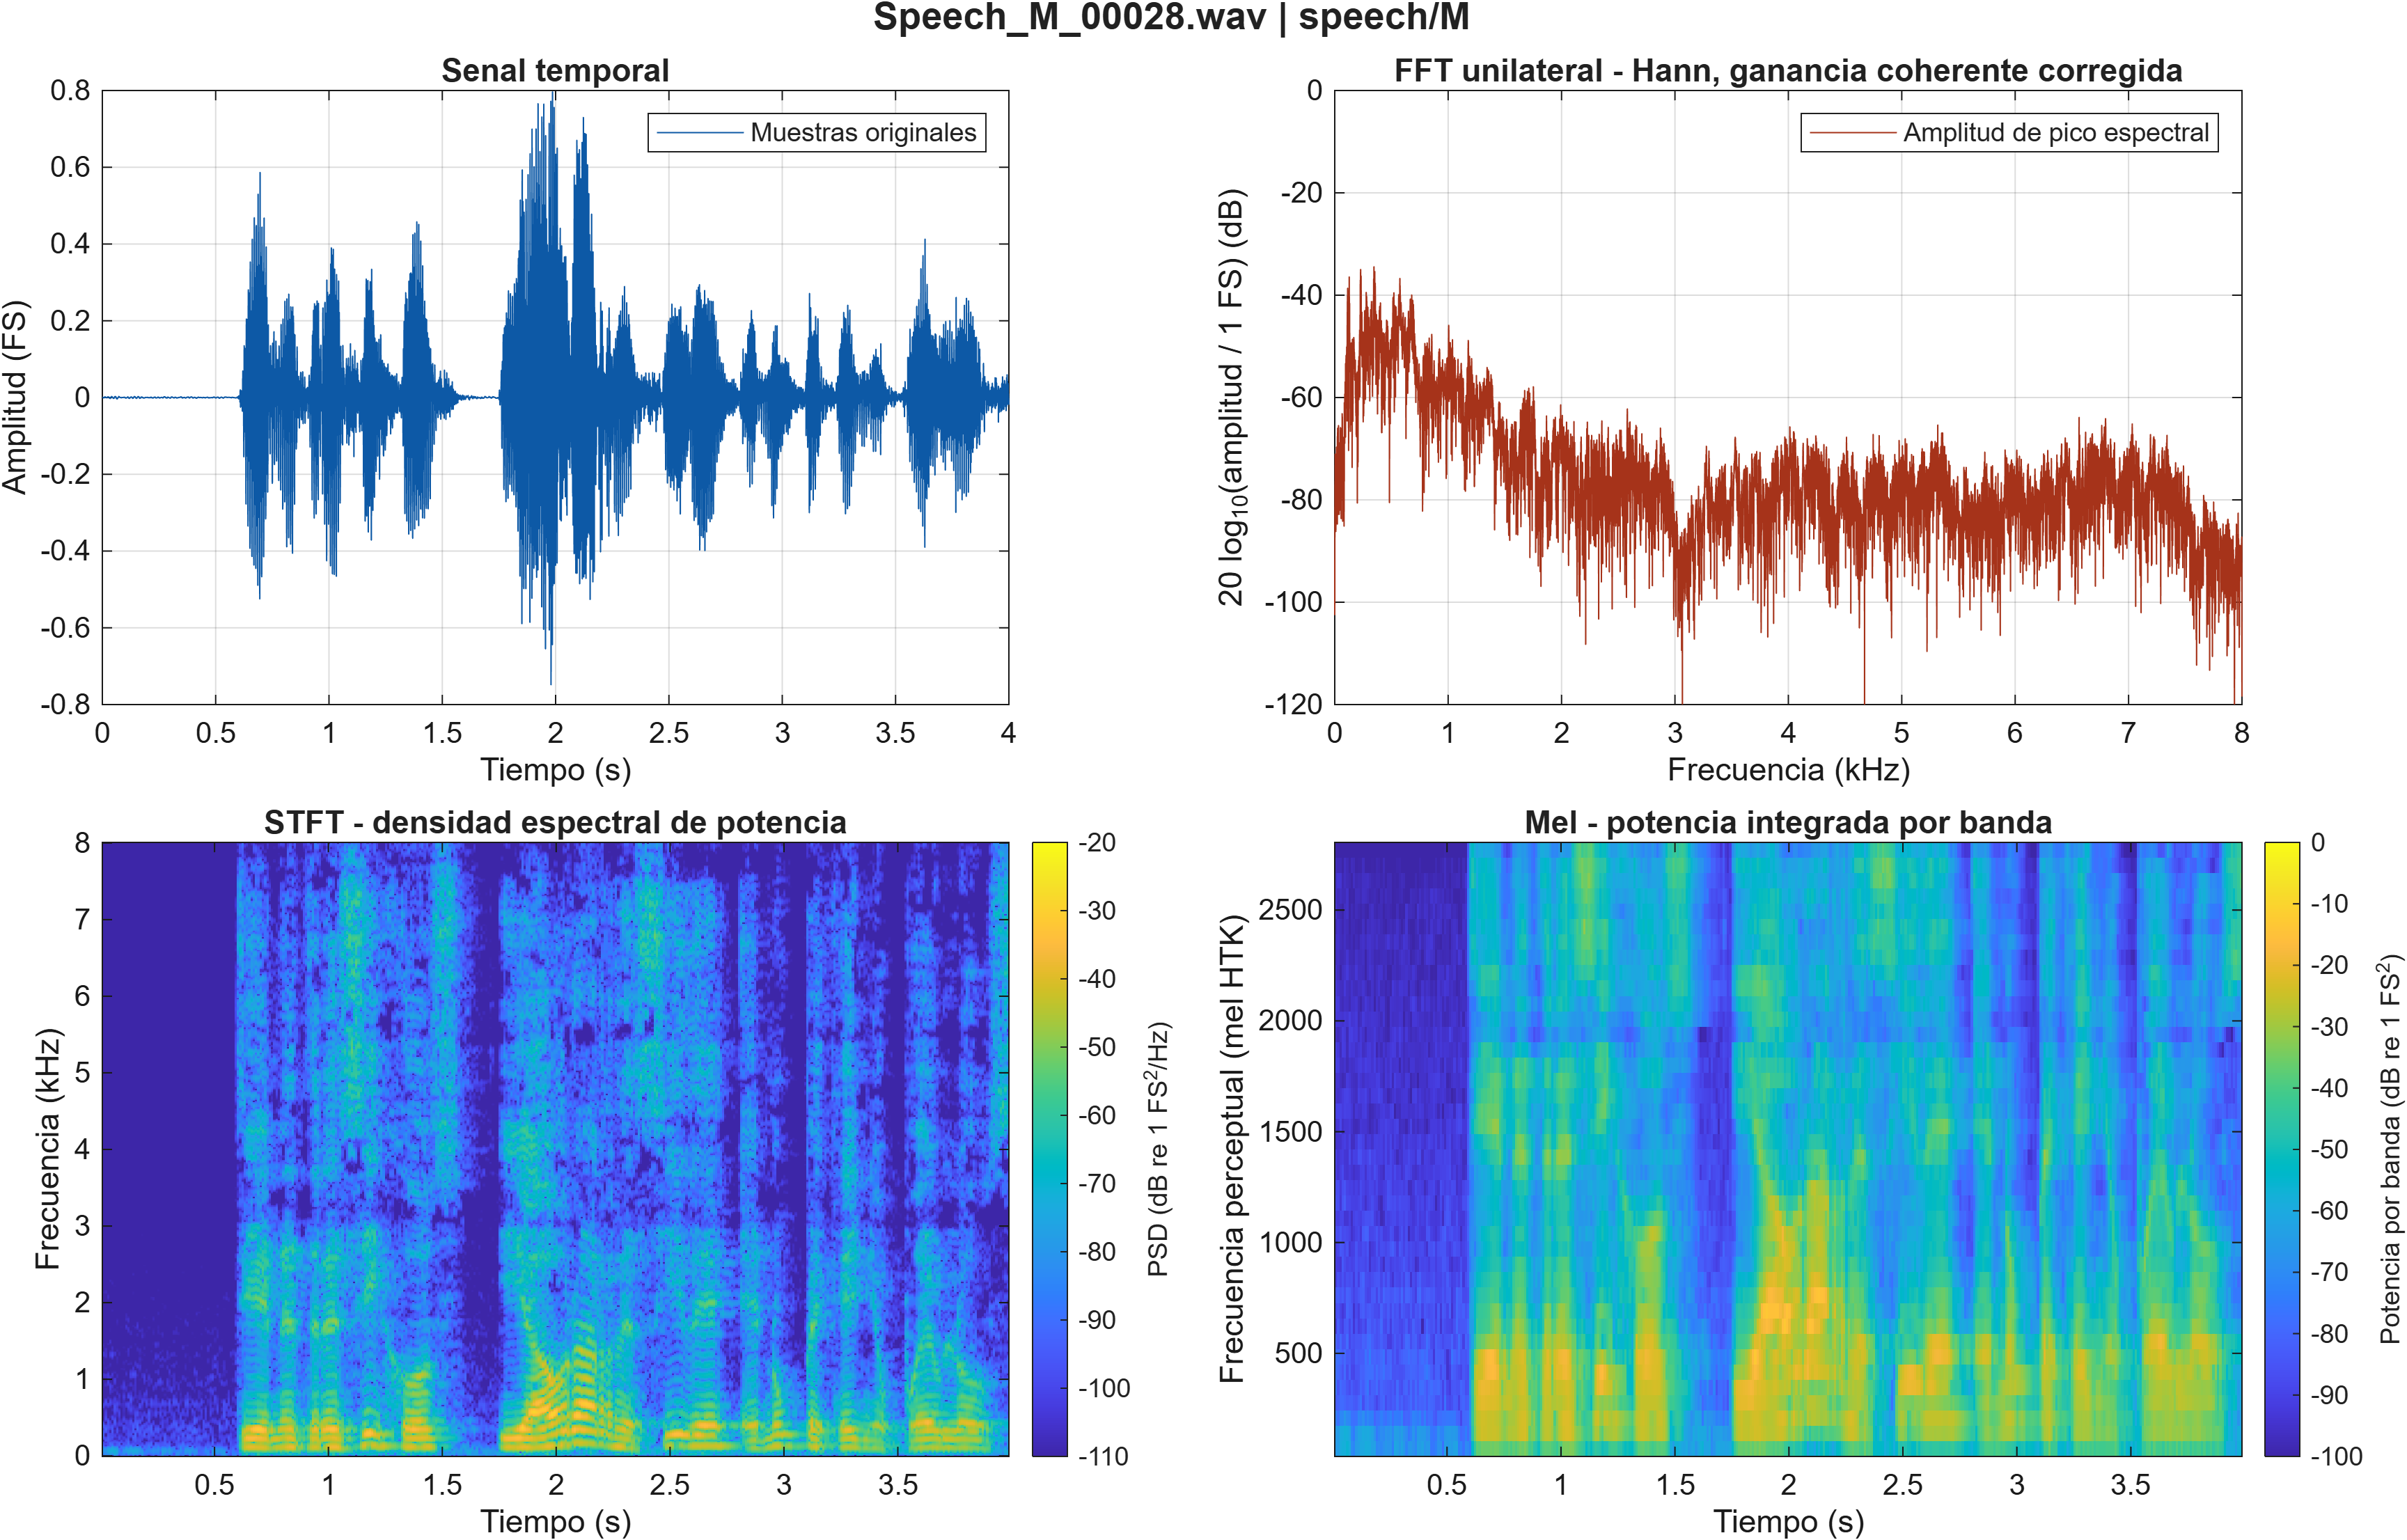 Speech_M_00028.wav | speech/M
Senal temporal
0.8
0.6
0.4
0.2
0
-0.2
-0.4
-0.6
-0.8
Amplitud (FS)
Muestras originales
0 0.5 1 1.5 2 2.5 3 3.5 4
Tiempo (s)
FFT unilateral - Hann, ganancia coherente corregida
0
-20
-40
-60
-80
-100
-120
20 log10(amplitud / 1 FS) (dB)
Amplitud de pico espectral
0 1 2 3 4 5 6 7 8
Frecuencia (kHz)
STFT - densidad espectral de potencia
8
7
6
5
4
3
2
1
0
Frecuencia (kHz)
0.5 1 1.5 2 2.5 3 3.5
Tiempo (s)
-20
-30
-40
-50
-60
-70
-80
-90
-100
-110
PSD (dB re 1 FS²/Hz)
Mel - potencia integrada por banda
2500
2000
1500
1000
500
Frecuencia perceptual (mel HTK)
0.5 1 1.5 2 2.5 3 3.5
Tiempo (s)
0
-10
-20
-30
-40
-50
-60
-70
-80
-90
-100
Potencia por banda (dB re 1 FS²)